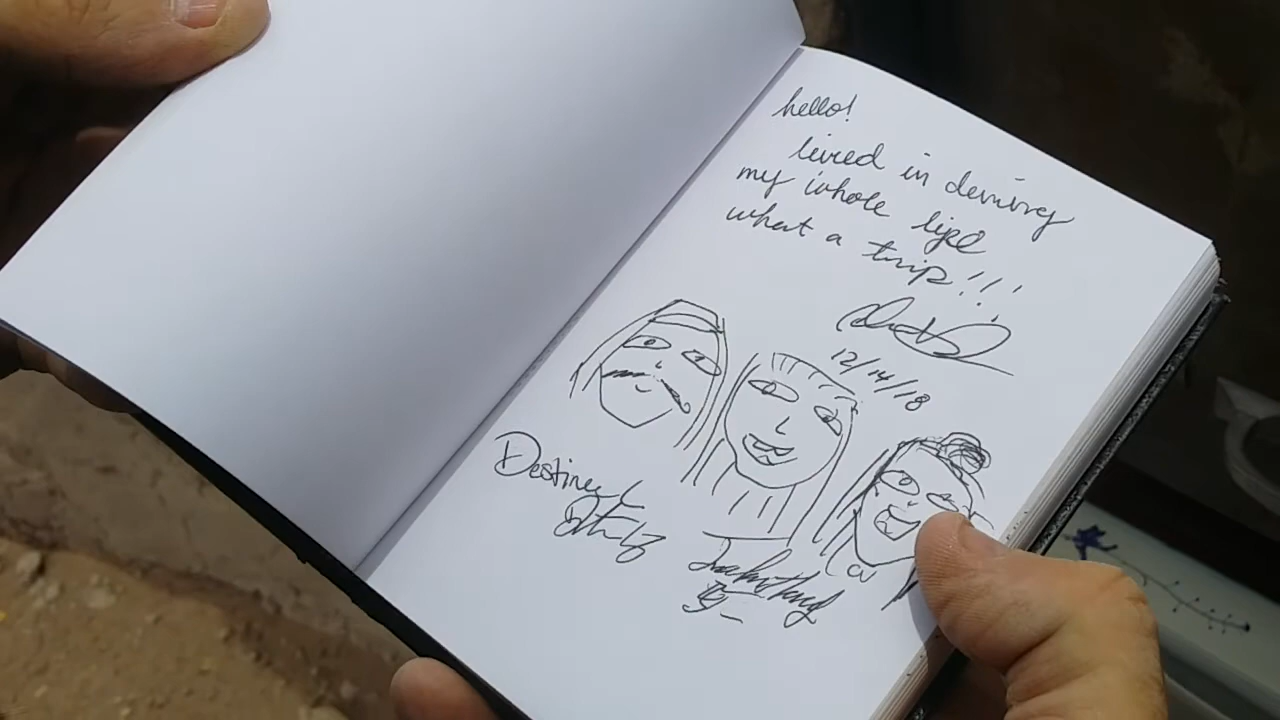 hello!
lived in deming
my whole life
what a trip!!!
12/14/18
Destiney